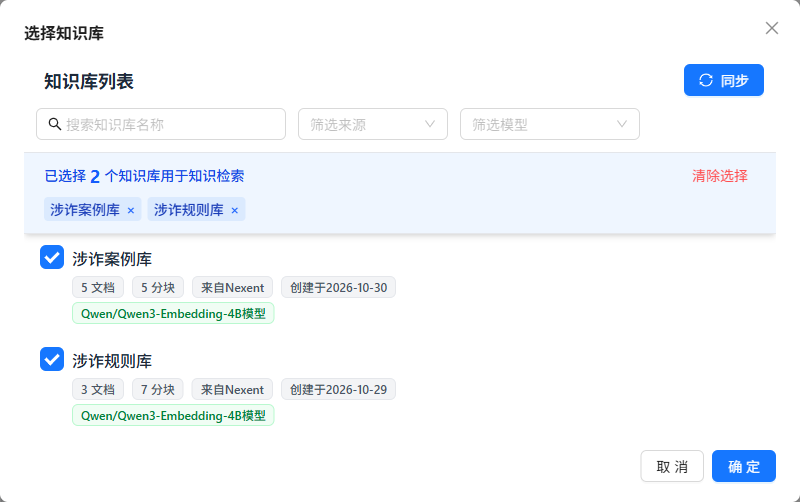 选择知识库
知识库列表
同步
搜索知识库名称
筛选来源
筛选模型
已选择 2 个知识库用于知识检索
清除选择
涉诈案例库 ×
涉诈规则库 ×
涉诈案例库
5 文档
5 分块
来自Nexent
创建于2026-10-30
Qwen/Qwen3-Embedding-4B模型
涉诈规则库
3 文档
7 分块
来自Nexent
创建于2026-10-29
Qwen/Qwen3-Embedding-4B模型
取 消
确 定